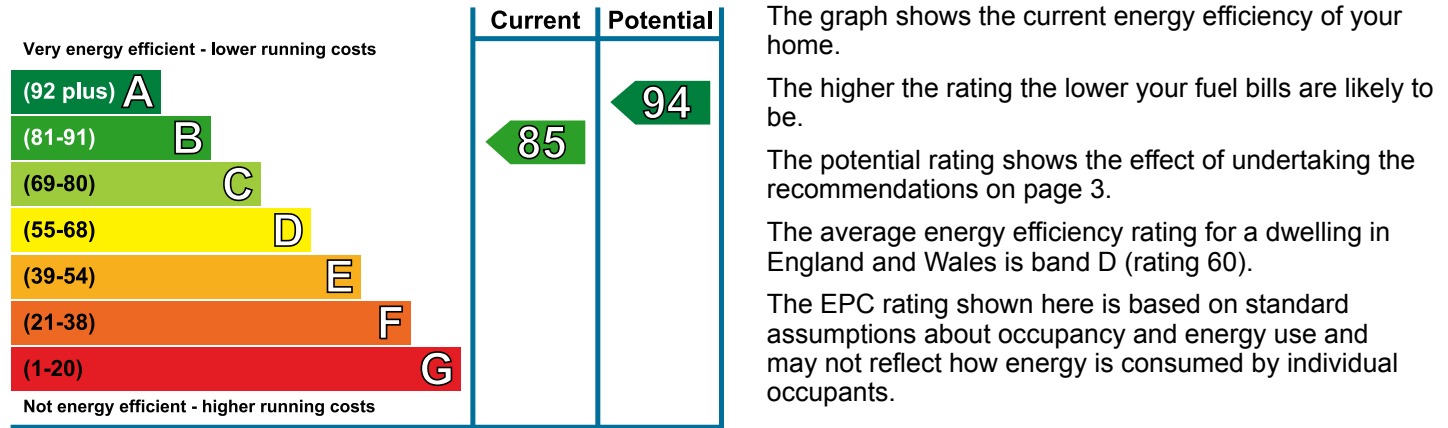 Current Potential
Very energy efficient - lower running costs
(92 plus) A
(81-91) B
(69-80) C
(55-68) D
(39-54) E
(21-38) F
(1-20) G
Not energy efficient - higher running costs
85
94
The graph shows the current energy efficiency of your
home.
The higher the rating the lower your fuel bills are likely to
be.
The potential rating shows the effect of undertaking the
recommendations on page 3.
The average energy efficiency rating for a dwelling in
England and Wales is band D (rating 60).
The EPC rating shown here is based on standard
assumptions about occupancy and energy use and
may not reflect how energy is consumed by individual
occupants.